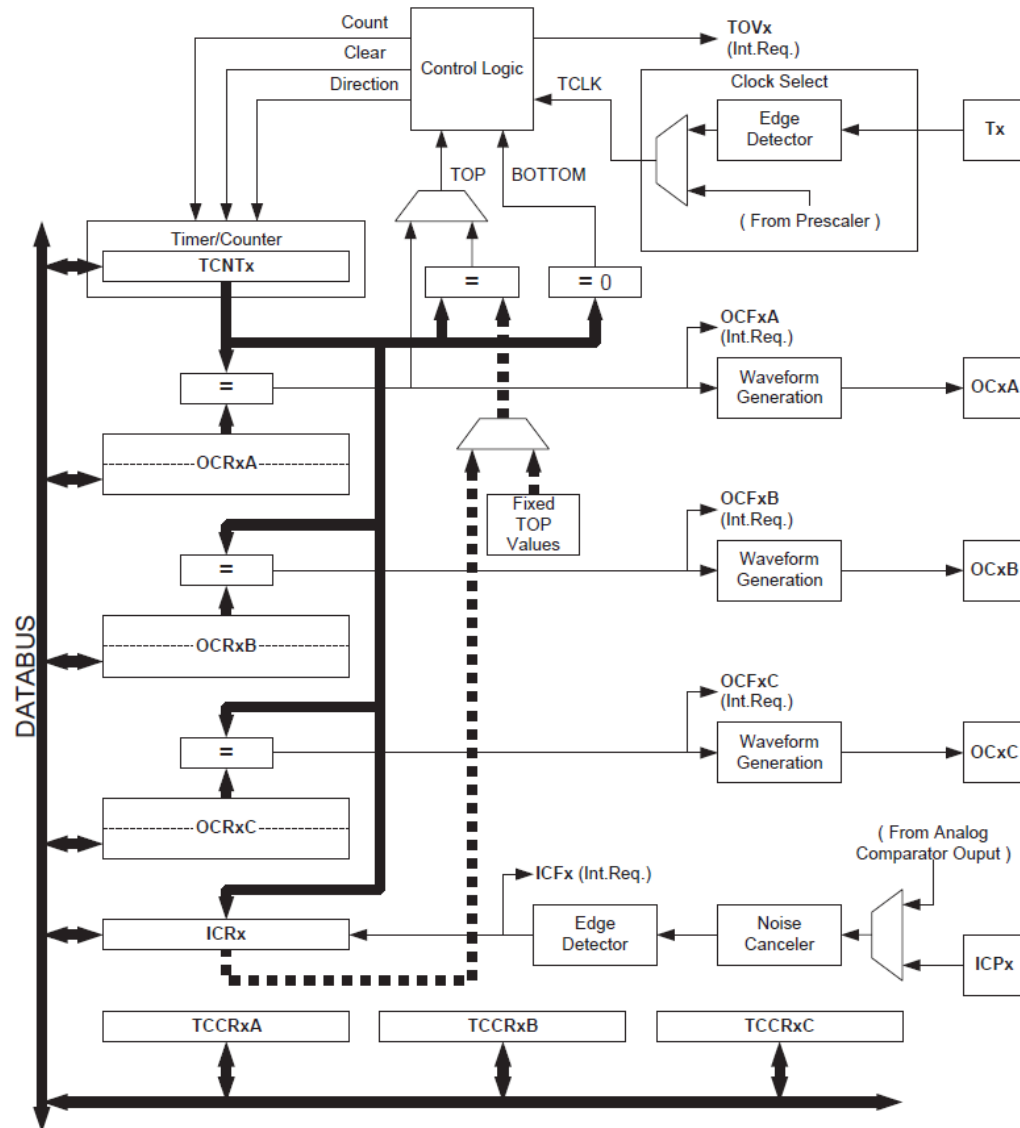 Count
Clear
Direction
Control Logic
TOVx
(Int.Req.)
TCLK
Clock Select
Edge
Detector
Tx
( From Prescaler )
TOP
BOTTOM
Timer/Counter
TCNTx
=
= 0
=
OCFxA
(Int.Req.)
Waveform
Generation
OCxA
OCRxA
Fixed
TOP
Values
OCFxB
(Int.Req.)
=
Waveform
Generation
OCxB
OCRxB
DATABUS
OCFxC
(Int.Req.)
=
Waveform
Generation
OCxC
OCRxC
( From Analog
Comparator Ouput )
ICFx (Int.Req.)
ICRx
Edge
Detector
Noise
Canceler
ICPx
TCCRxA
TCCRxB
TCCRxC